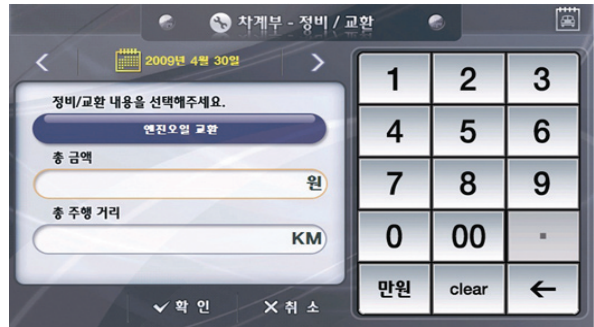 차계부 - 정비 / 교환
2009년 4월 30일
정비/교환 내용을 선택해주세요.
엔진오일 교환
총 금액
원
총 주행 거리
KM
확 인
취 소
1 2 3
4 5 6
7 8 9
0 00 .
만원 clear ←